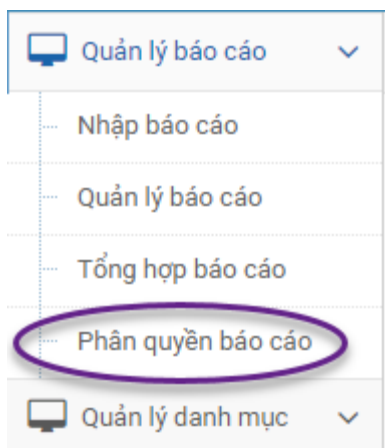 Quản lý báo cáo
Nhập báo cáo
Quản lý báo cáo
Tổng hợp báo cáo
Phân quyền báo cáo
Quản lý danh mục